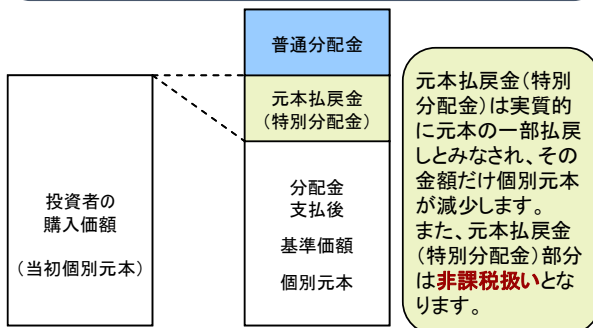 普通分配金
元本払戻金
(特別分配金)
投資者の
購入価額
(当初個別元本)
分配金
支払後
基準価額
個別元本
元本払戻金(特別
分配金)は実質的
に元本の一部払戻
しとみなされ、その
金額だけ個別元本
が減少します。
また、元本払戻金
(特別分配金)部分
は非課税扱いとな
ります。